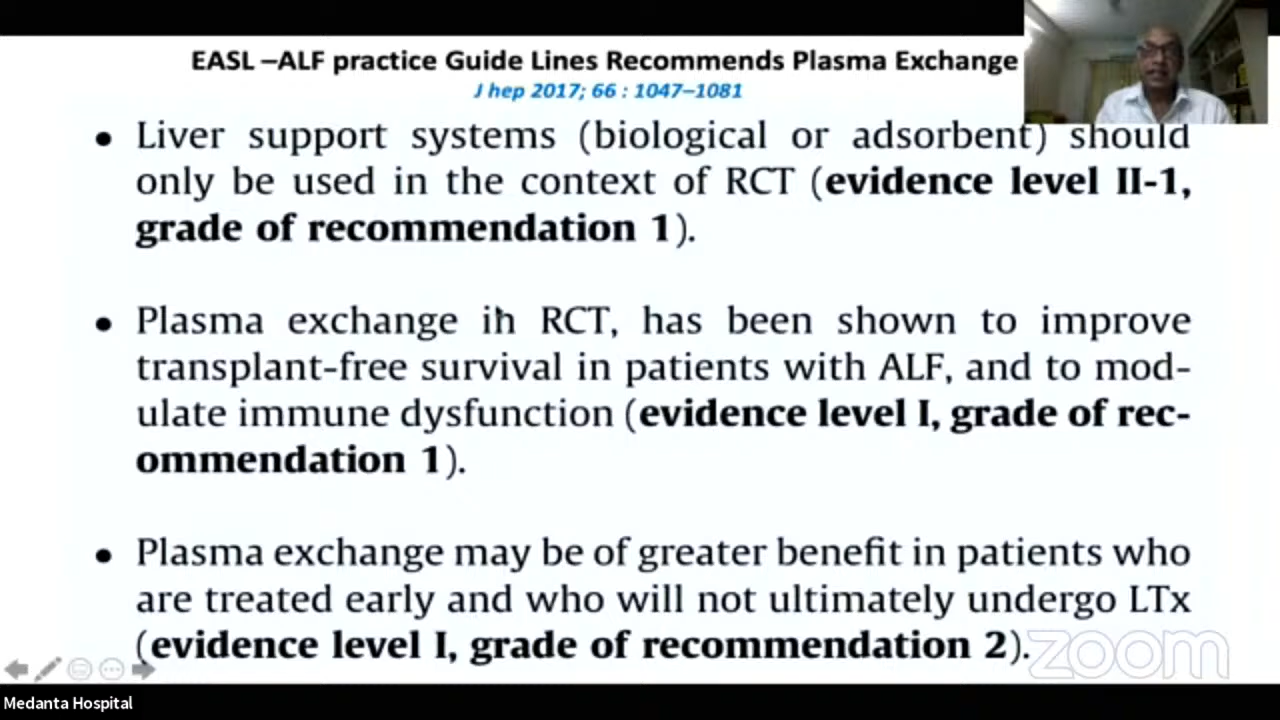 EASL –ALF practice Guide Lines Recommends Plasma Exchange
J hep 2017; 66 : 1047–1081
• Liver support systems (biological or adsorbent) should
only be used in the context of RCT (evidence level II-1,
grade of recommendation 1).
• Plasma exchange in RCT, has been shown to improve
transplant-free survival in patients with ALF, and to mod-
ulate immune dysfunction (evidence level I, grade of rec-
ommendation 1).
• Plasma exchange may be of greater benefit in patients who
are treated early and who will not ultimately undergo LTx
(evidence level I, grade of recommendation 2).
zoom
Medanta Hospital